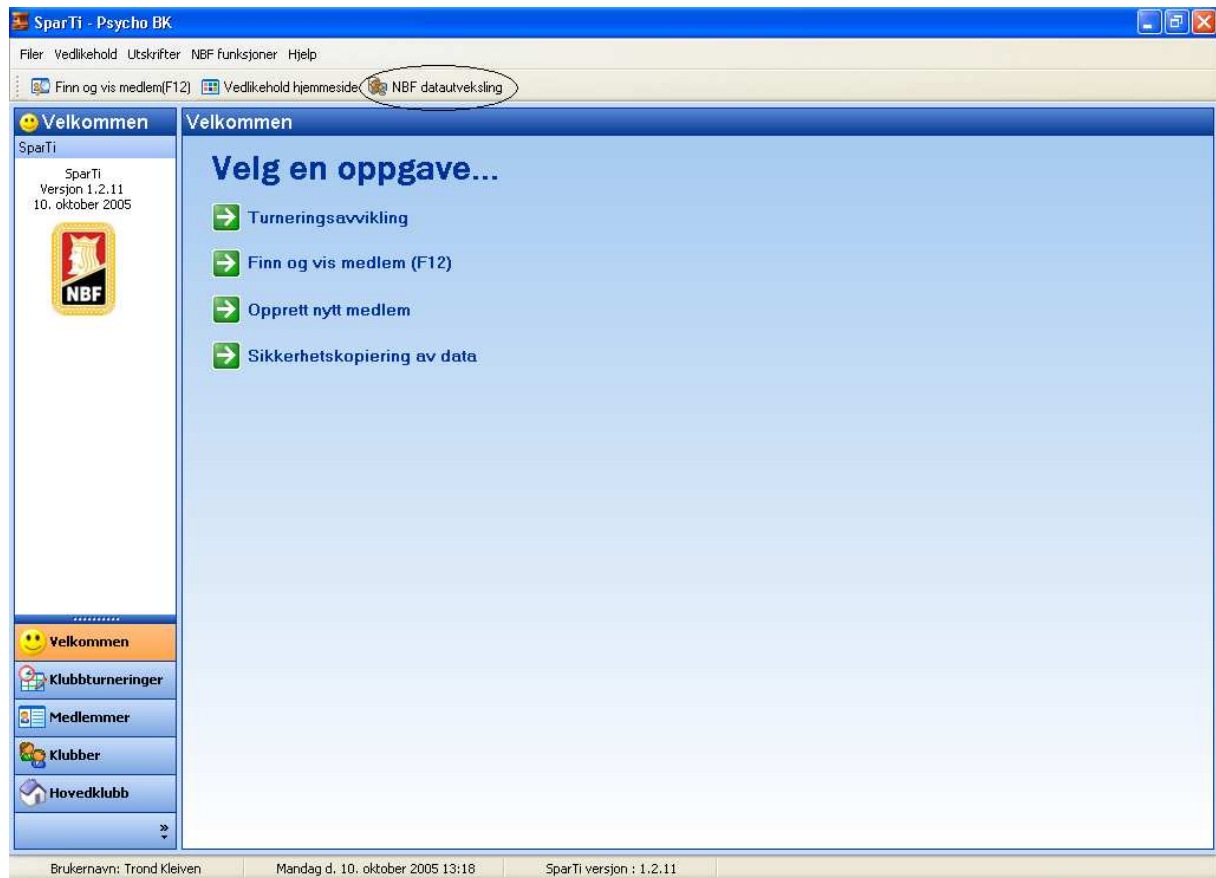 SparTi - Psycho BK
Filer Vedlikehold Utskrifter NBF funksjoner Hjelp
Finn og vis medlem(F12) Vedlikehold hjemmeside NBF datautveksling
Velkommen
SparTi
SparTi
Versjon 1.2.11
10. oktober 2005
NBF
Velkommen
Velg en oppgave...
Turneringsavvikling
Finn og vis medlem (F12)
Opprett nytt medlem
Sikkerhetskopiering av data
Velkommen
Klubbturneringer
Medlemmer
Klubber
Hovedklubb
»
Brukernavn: Trond Kleiven Mandag d. 10. oktober 2005 13:18 SparTi versjon : 1.2.11